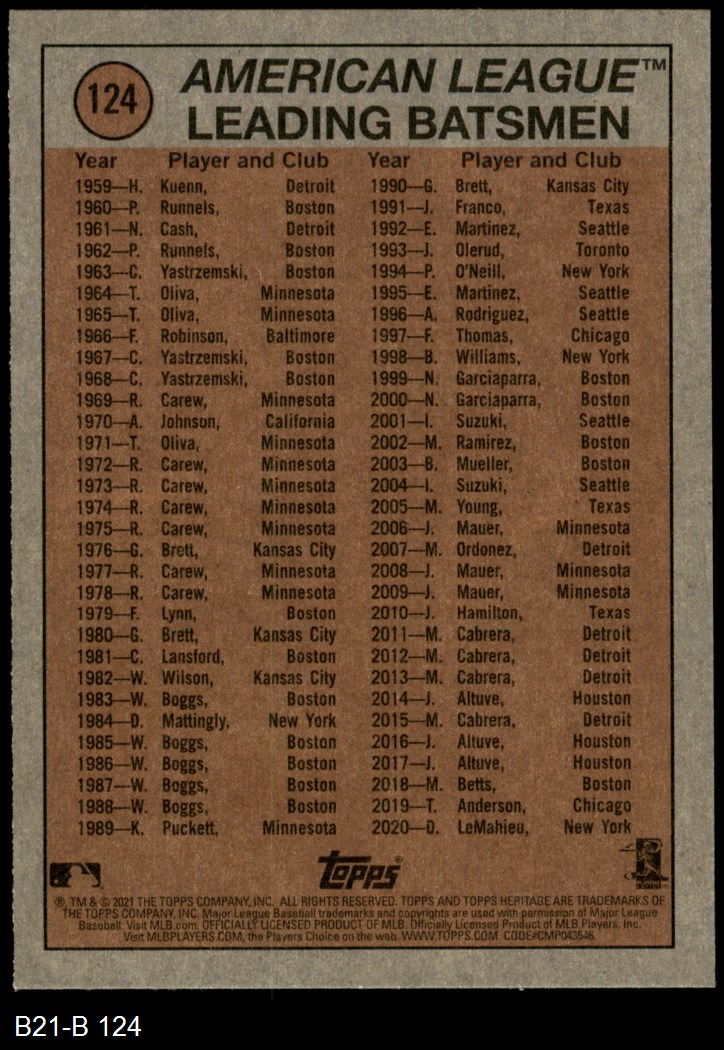 124
AMERICAN LEAGUE™
LEADING BATSMEN
Year Player and Club Year Player and Club
1959—H. Kuenn, Detroit 1990—G. Brett, Kansas City
1960—P. Runnels, Boston 1991—J. Franco, Texas
1961—N. Cash, Detroit 1992—E. Martinez, Seattle
1962—P. Runnels, Boston 1993—J. Olerud, Toronto
1963—C. Yastrzemski, Boston 1994—P. O'Neill, New York
1964—T. Oliva, Minnesota 1995—E. Martinez, Seattle
1965—T. Oliva, Minnesota 1996—A. Rodriguez, Seattle
1966—F. Robinson, Baltimore 1997—F. Thomas, Chicago
1967—C. Yastrzemski, Boston 1998—B. Williams, New York
1968—C. Yastrzemski, Boston 1999—N. Garciaparra, Boston
1969—R. Carew, Minnesota 2000—N. Garciaparra, Boston
1970—A. Johnson, California 2001—I. Suzuki, Seattle
1971—T. Oliva, Minnesota 2002—M. Ramirez, Boston
1972—R. Carew, Minnesota 2003—B. Mueller, Boston
1973—R. Carew, Minnesota 2004—I. Suzuki, Seattle
1974—R. Carew, Minnesota 2005—M. Young, Texas
1975—R. Carew, Minnesota 2006—J. Mauer, Minnesota
1976—G. Brett, Kansas City 2007—M. Ordonez, Detroit
1977—R. Carew, Minnesota 2008—J. Mauer, Minnesota
1978—R. Carew, Minnesota 2009—J. Mauer, Minnesota
1979—F. Lynn, Boston 2010—J. Hamilton, Texas
1980—G. Brett, Kansas City 2011—M. Cabrera, Detroit
1981—C. Lansford, Boston 2012—M. Cabrera, Detroit
1982—W. Wilson, Kansas City 2013—M. Cabrera, Detroit
1983—W. Boggs, Boston 2014—J. Altuve, Houston
1984—D. Mattingly, New York 2015—M. Cabrera, Detroit
1985—W. Boggs, Boston 2016—J. Altuve, Houston
1986—W. Boggs, Boston 2017—J. Altuve, Houston
1987—W. Boggs, Boston 2018—M. Betts, Boston
1988—W. Boggs, Boston 2019—T. Anderson, Chicago
1989—K. Puckett, Minnesota 2020—D. LeMahieu, New York
Topps®
®, TM & © 2021 THE TOPPS COMPANY, INC. ALL RIGHTS RESERVED. TOPPS AND TOPPS HERITAGE ARE TRADEMARKS OF
THE TOPPS COMPANY, INC. Major League Baseball trademarks and copyrights are used with permission of Major League
Baseball. Visit MLB.com. OFFICIALLY LICENSED PRODUCT OF MLB. Officially Licensed Product of MLB Players, Inc.
Visit MLBPLAYERS.COM, the Players Choice on the web. WWW.TOPPS.COM. CODE#CMP043546
B21-B 124